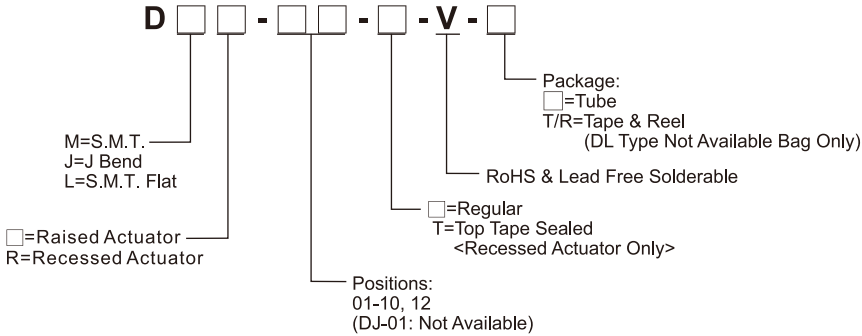 D □ □ - □ □ - □ - V - □
Package:
□=Tube
T/R=Tape & Reel
(DL Type Not Available Bag Only)
M=S.M.T.
J=J Bend
L=S.M.T. Flat
RoHS & Lead Free Solderable
□=Regular
T=Top Tape Sealed
<Recessed Actuator Only>
□=Raised Actuator
R=Recessed Actuator
Positions:
01-10, 12
(DJ-01: Not Available)